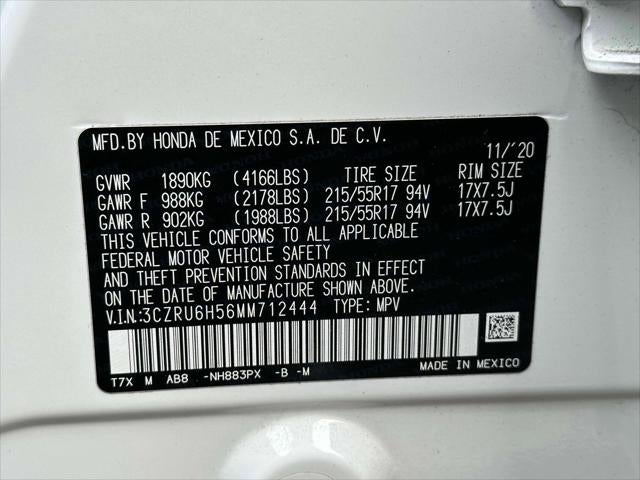 MFD.BY HONDA DE MEXICO S.A. DE C.V.
11/'20
GVWR 1890KG (4166LBS) TIRE SIZE RIM SIZE
GAWR F 988KG (2178LBS) 215/55R17 94V 17X7.5J
GAWR R 902KG (1988LBS) 215/55R17 94V 17X7.5J
THIS VEHICLE CONFORMS TO ALL APPLICABLE
FEDERAL MOTOR VEHICLE SAFETY
AND THEFT PREVENTION STANDARDS IN EFFECT
ON THE DATE OF MANUFACTURE SHOWN ABOVE.
V.I.N:3CZRU6H56MM712444 TYPE: MPV
T7X M AB8 -NH883PX -B -M MADE IN MEXICO